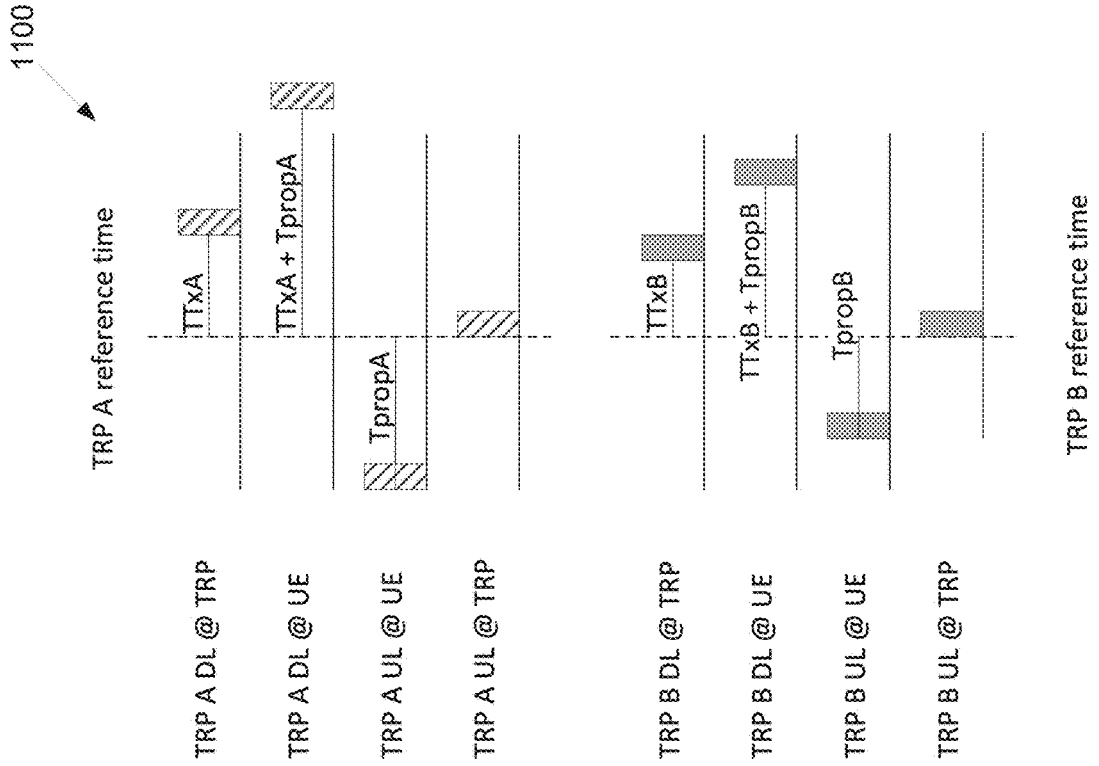 1100
TRP A reference time
TRP A DL @ TRP
TTxA
TRP A DL @ UE
TTxA + TpropA
TRP A UL @ UE
TpropA
TRP A UL @ TRP
TRP B DL @ TRP
TTxB
TRP B DL @ UE
TTxB + TpropB
TRP B UL @ UE
TpropB
TRP B UL @ TRP
TRP B reference time